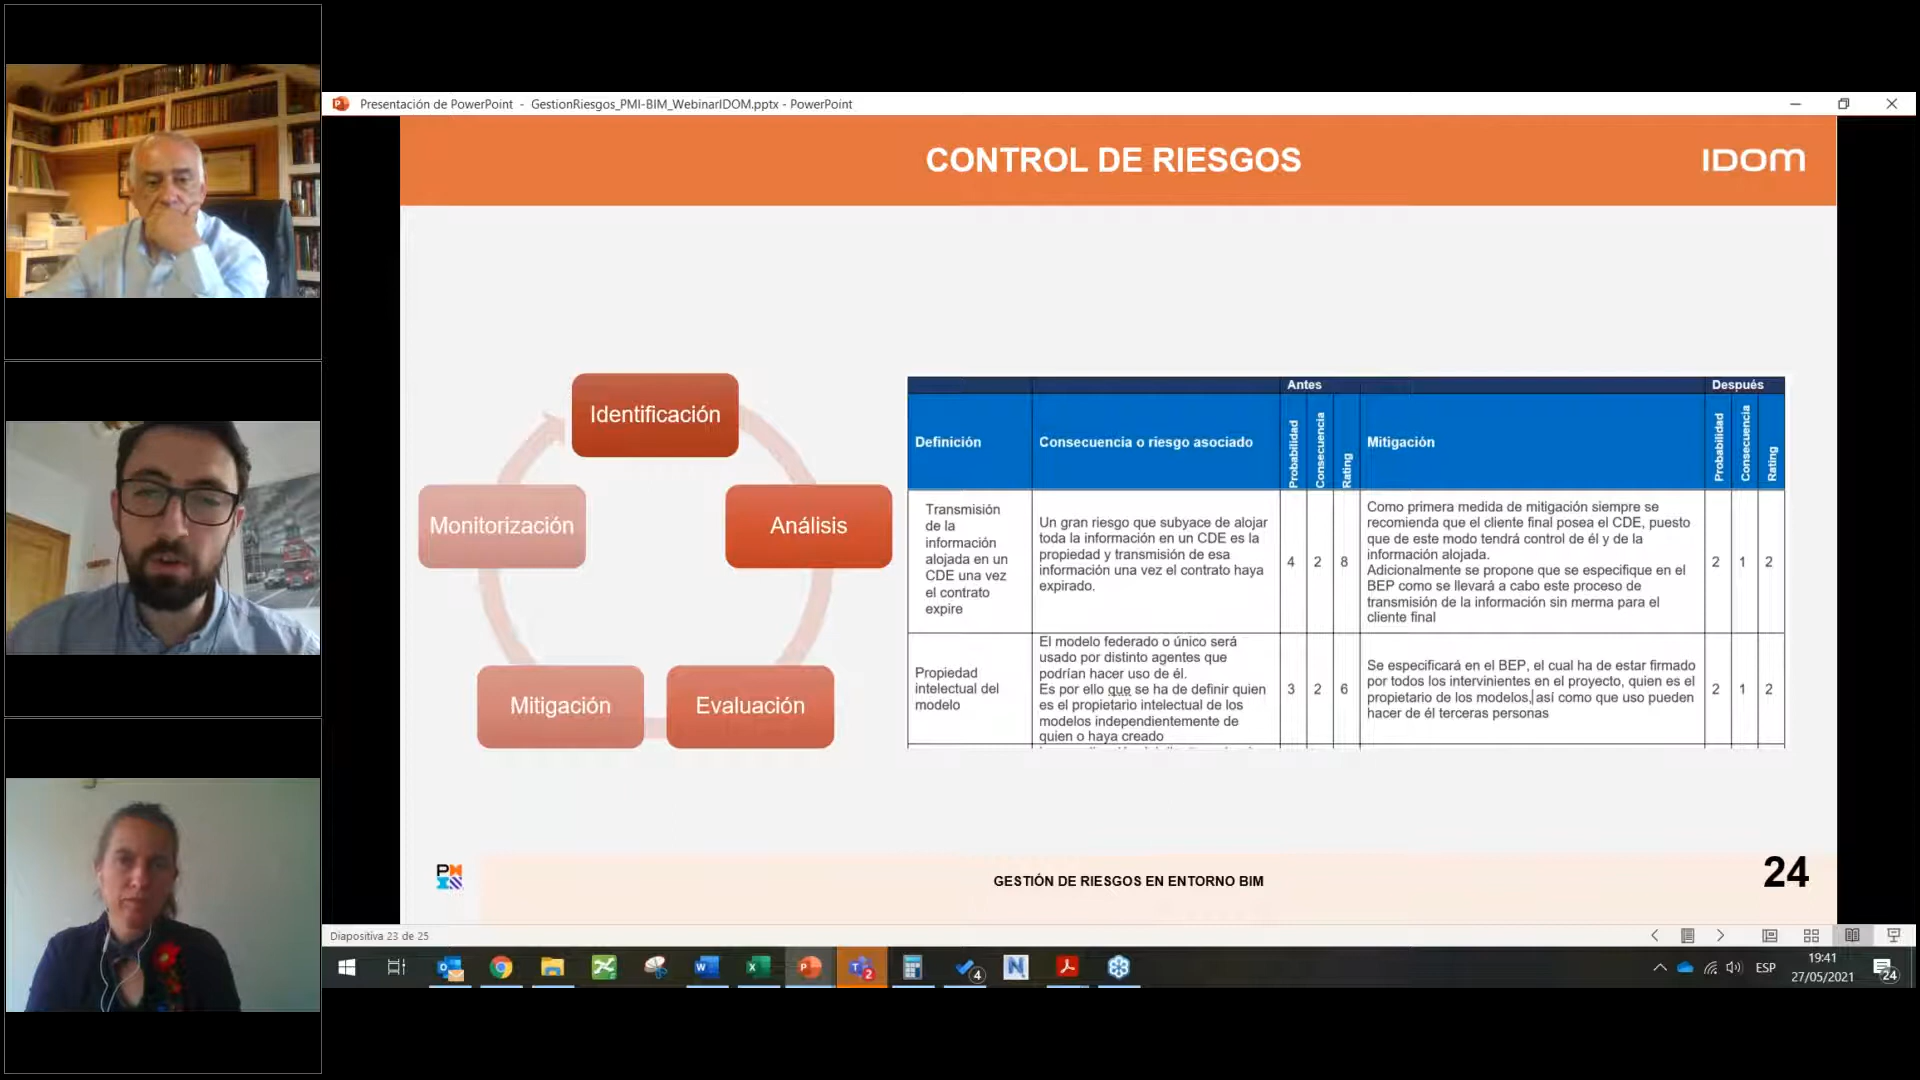 Presentación de PowerPoint - GestionRiesgos_PMI-BIM_WebinarIDOM.pptx - PowerPoint
CONTROL DE RIESGOS
IDOM
Identificación
Análisis
Evaluación
Mitigación
Monitorización
Antes
Después
Definición
Consecuencia o riesgo asociado
Probabilidad
Consecuencia
Rating
Mitigación
Probabilidad
Consecuencia
Rating
Transmisión
de la
información
alojada en un
CDE una vez
el contrato
expire
Un gran riesgo que subyace de alojar
toda la información en un CDE es la
propiedad y transmisión de esa
información una vez el contrato haya
expirado.
4
2
8
Como primera medida de mitigación siempre se
recomienda que el cliente final posea el CDE, puesto
que de este modo tendrá control de él y de la
información alojada.
Adicionalmente se propone que se especifique en el
BEP como se llevará a cabo este proceso de
transmisión de la información sin merma para el
cliente final
2
1
2
Propiedad
intelectual del
modelo
El modelo federado o único será
usado por distinto agentes que
podrían hacer uso de él.
Es por ello que se ha de definir quien
es el propietario intelectual de los
modelos independientemente de
quien o haya creado
3
2
6
Se especificará en el BEP, el cual ha de estar firmado
por todos los intervinientes en el proyecto, quien es el
propietario de los modelos, así como que uso pueden
hacer de él terceras personas
2
1
2
GESTIÓN DE RIESGOS EN ENTORNO BIM
24
Diapositiva 23 de 25
2
4
ESP
19:41
27/05/2021
24